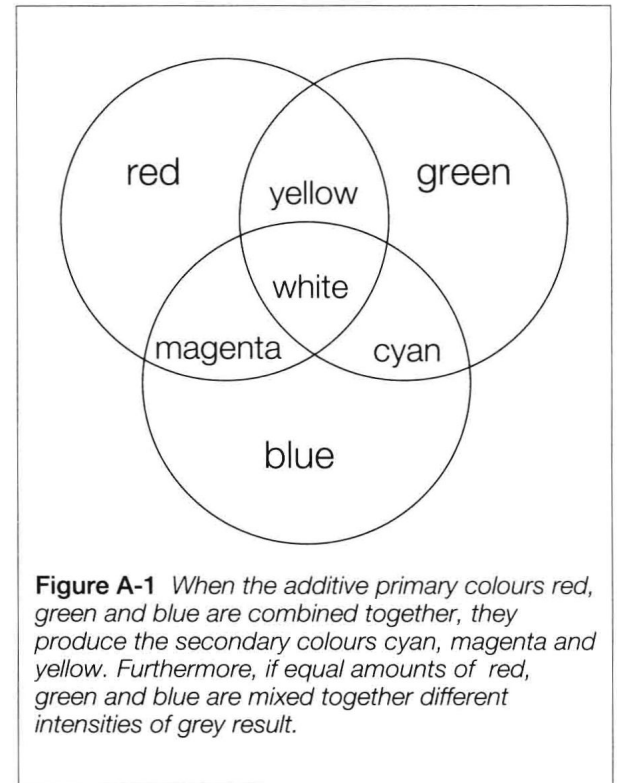 red
green
yellow
white
magenta
cyan
blue
Figure A-1 When the additive primary colours red,
green and blue are combined together, they
produce the secondary colours cyan, magenta and
yellow. Furthermore, if equal amounts of red,
green and blue are mixed together different
intensities of grey result.